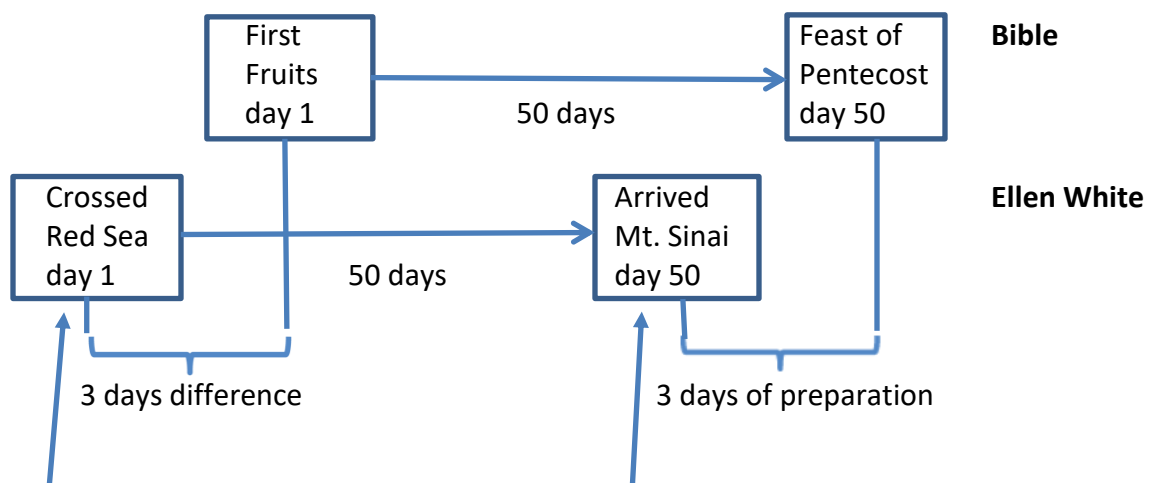 First
Fruits
day 1
50 days
Feast of
Pentecost
day 50
Bible
Crossed
Red Sea
day 1
50 days
Arrived
Mt. Sinai
day 50
Ellen White
3 days difference
3 days of preparation